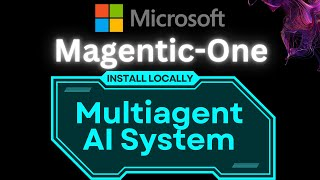 Microsoft
Magentic-One
INSTALL LOCALLY
Multiagent
AI System